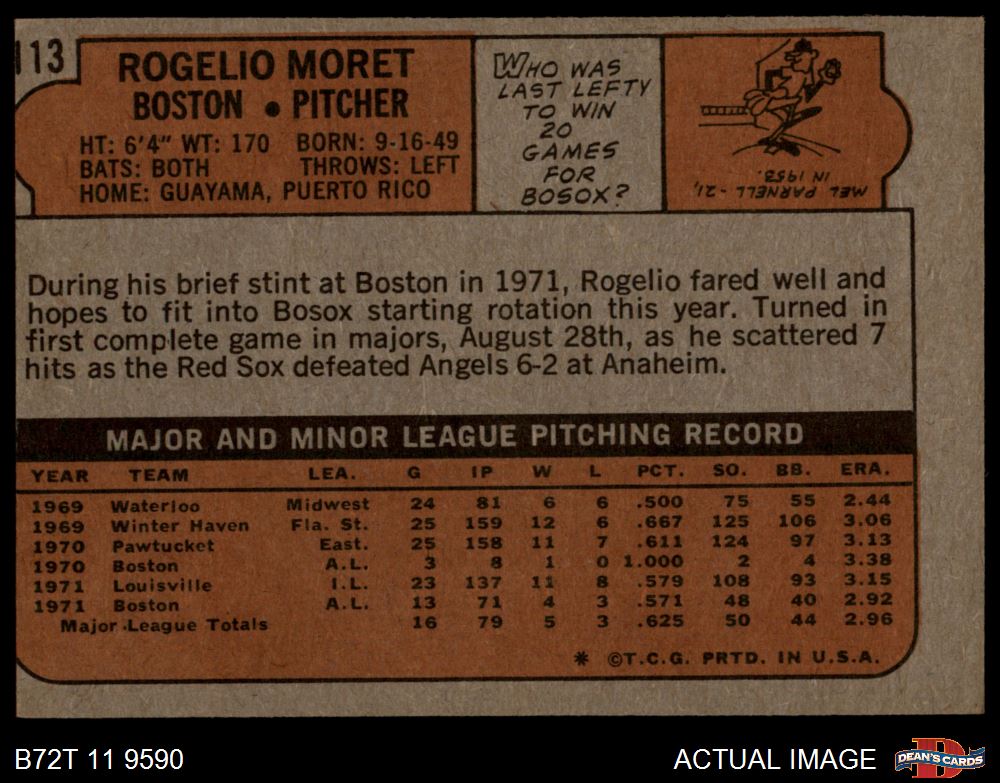 113
ROGELIO MORET
BOSTON • PITCHER
HT: 6'4" WT: 170 BORN: 9-16-49
BATS: BOTH THROWS: LEFT
HOME: GUAYAMA, PUERTO RICO
WHO WAS
LAST LEFTY
TO WIN
20
GAMES
FOR
BOSOX?
MEL PARNELL - 21,
IN 1953.
During his brief stint at Boston in 1971, Rogelio fared well and
hopes to fit into Bosox starting rotation this year. Turned in
first complete game in majors, August 28th, as he scattered 7
hits as the Red Sox defeated Angels 6-2 at Anaheim.
MAJOR AND MINOR LEAGUE PITCHING RECORD
YEAR TEAM LEA. G IP W L PCT. SO. BB. ERA.
1969 Waterloo Midwest 24 81 6 6 .500 75 55 2.44
1969 Winter Haven Fla. St. 25 159 12 6 .667 125 106 3.06
1970 Pawtucket East. 25 158 11 7 .611 124 97 3.13
1970 Boston A.L. 3 8 1 0 1.000 2 4 3.38
1971 Louisville I.L. 23 137 11 8 .579 108 93 3.15
1971 Boston A.L. 13 71 4 3 .571 48 40 2.92
Major League Totals 16 79 5 3 .625 50 44 2.96
* ©T.C.G. PRTD. IN U.S.A.
B72T 11 9590
ACTUAL IMAGE
DEAN'S CARDS